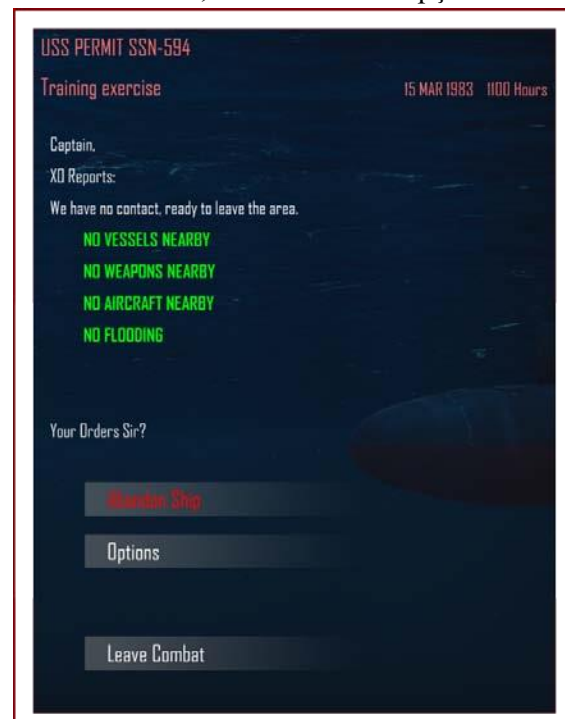 USS PERMIT SSN-594
Training exercise 15 MAR 1983 1100 Hours
Captain,
XO Reports:
We have no contact, ready to leave the area.
NO VESSELS NEARBY
NO WEAPONS NEARBY
NO AIRCRAFT NEARBY
NO FLOODING
Your Orders Sir?
Abandon Ship
Options
Leave Combat